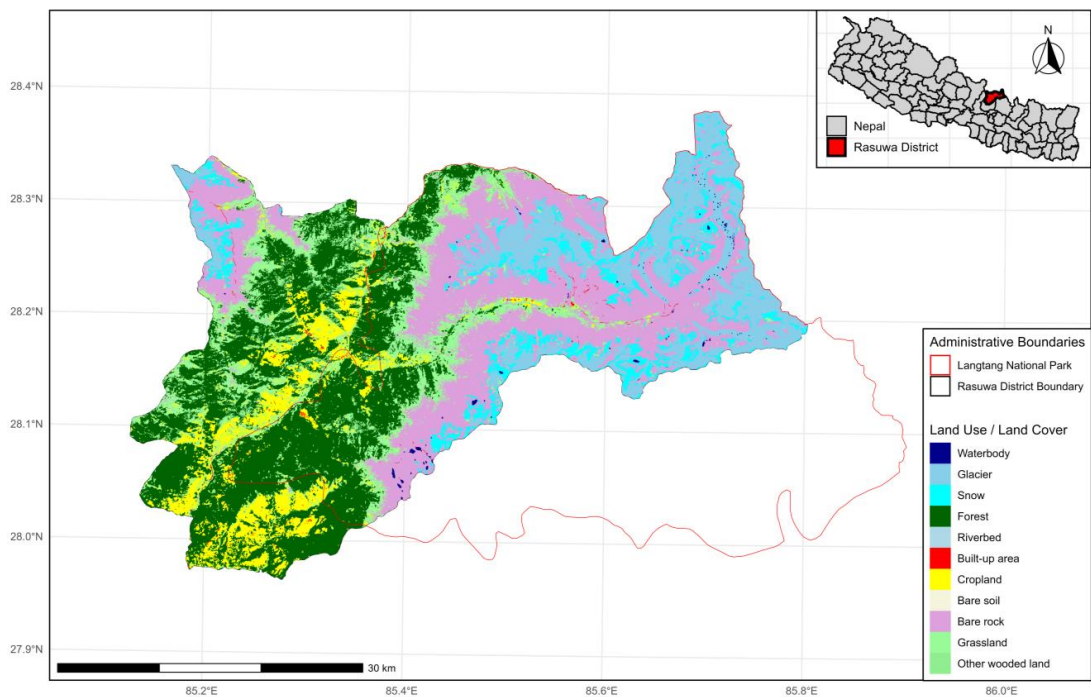 N
Nepal
Rasuwa District
28.4°N
28.3°N
28.2°N
28.1°N
28.0°N
27.9°N
Administrative Boundaries
Langtang National Park
Rasuwa District Boundary
Land Use / Land Cover
Waterbody
Glacier
Snow
Forest
Riverbed
Built-up area
Cropland
Bare soil
Bare rock
Grassland
Other wooded land
30 km
85.2°E
85.4°E
85.6°E
85.8°E
86.0°E